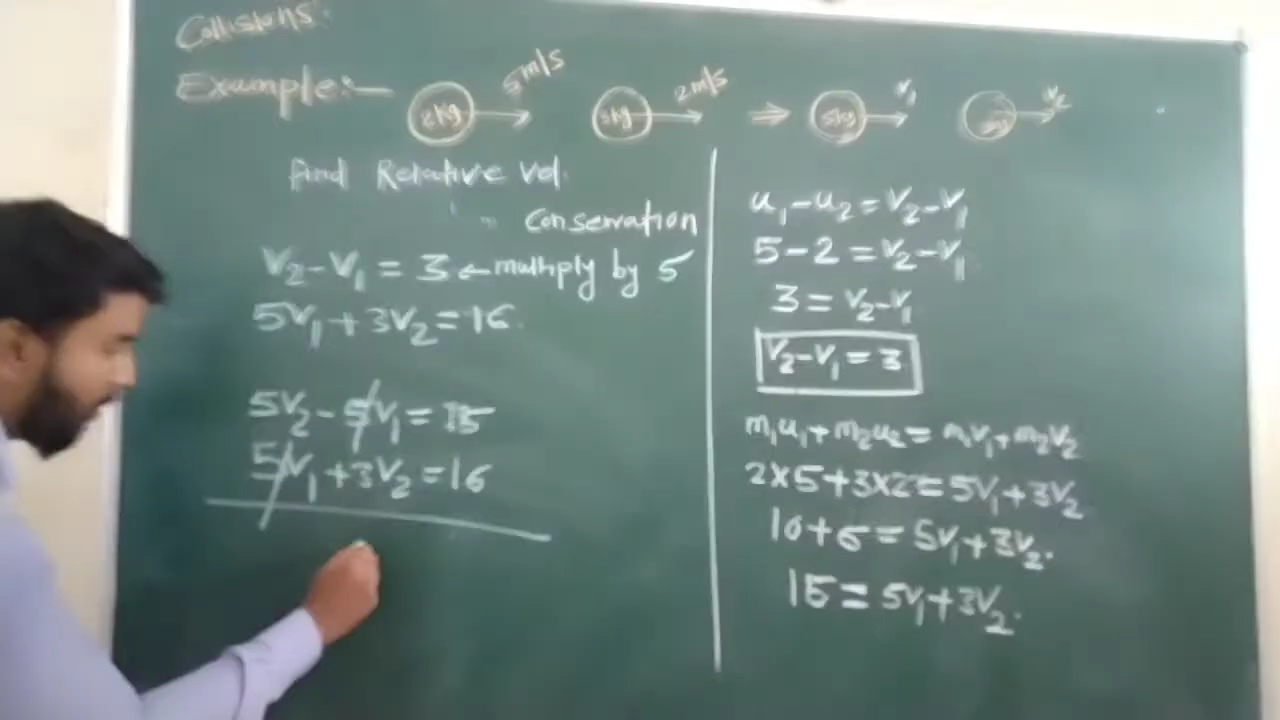 Collisions:
Example:-
2kg 5 m/s 3kg 2 m/s ⇒ 5kg V₁ V₂
Find Relative Vel.
Conservation
V₂-V₁ = 3 ← multiply by 5
5V₁+3V₂=16.
5V₂-5V₁=15
5V₁+3V₂=16
u₁-u₂=V₂-V₁
5-2=V₂-V₁
3=V₂-V₁
V₂-V₁=3
m₁u₁+m₂u₂=m₁V₁+m₂V₂
2×5+3×2=5V₁+3V₂
10+6=5V₁+3V₂.
16=5V₁+3V₂.